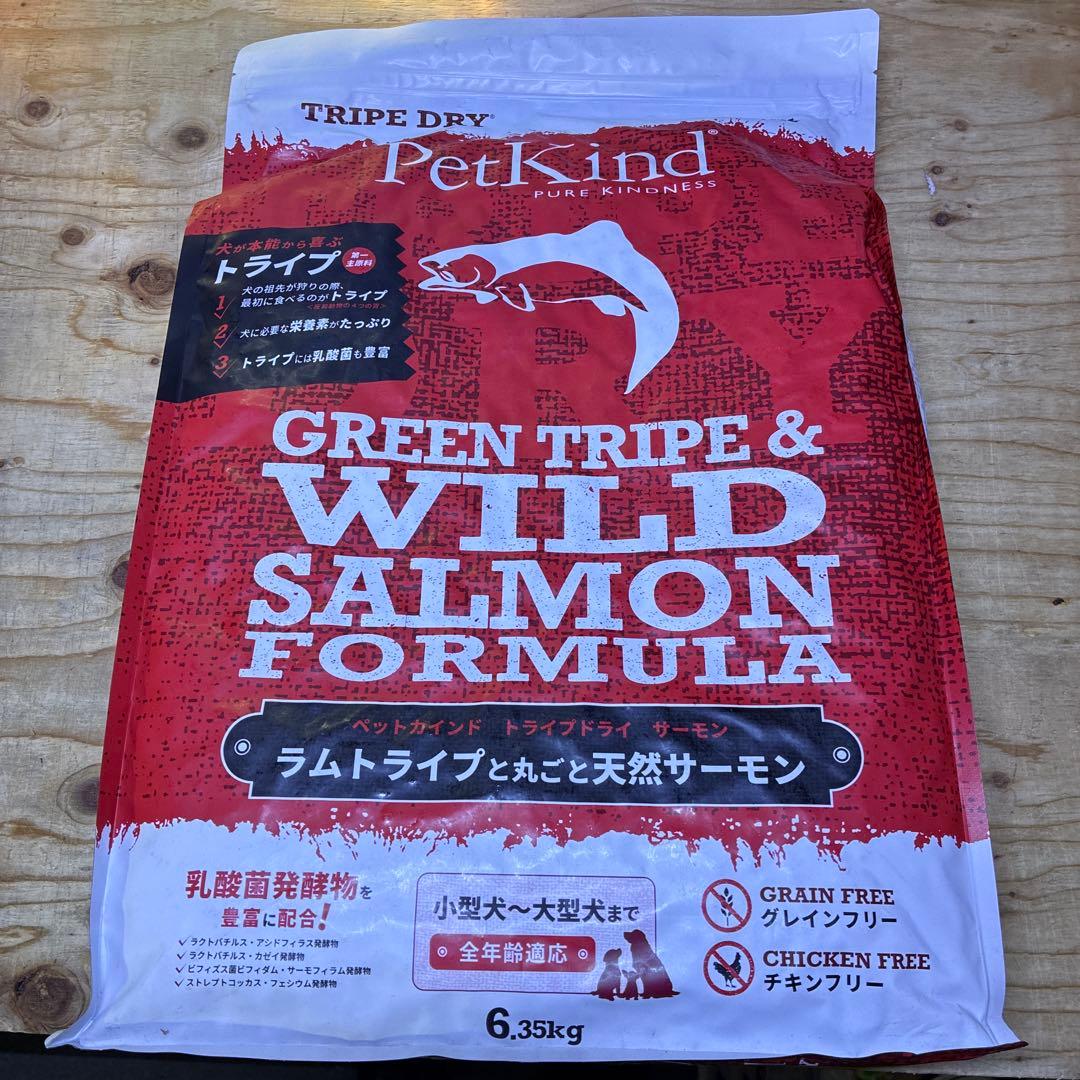 TRIPE DRY®
PetKind®
PURE KINDNESS
犬が本能から喜ぶ
トライプ
第一
主原料
1 犬の祖先が狩りの際、
最初に食べるのがトライプ
2 犬に必要な栄養素がたっぷり
3 トライプには乳酸菌も豊富
GREEN TRIPE &
WILD
SALMON
FORMULA
ペットカインド トライプドライ サーモン
ラムトライプと丸ごと天然サーモン
乳酸菌発酵物を
豊富に配合!
ラクトバチルス・アシドフィラス発酵物
ラクトバチルス・カゼイ発酵物
ビフィズス菌ビフィダム・サーモフィラム発酵物
ストレプトコッカス・フェシウム発酵物
小型犬～大型犬まで
全年齢適応
GRAIN FREE
グレインフリー
CHICKEN FREE
チキンフリー
6.35kg